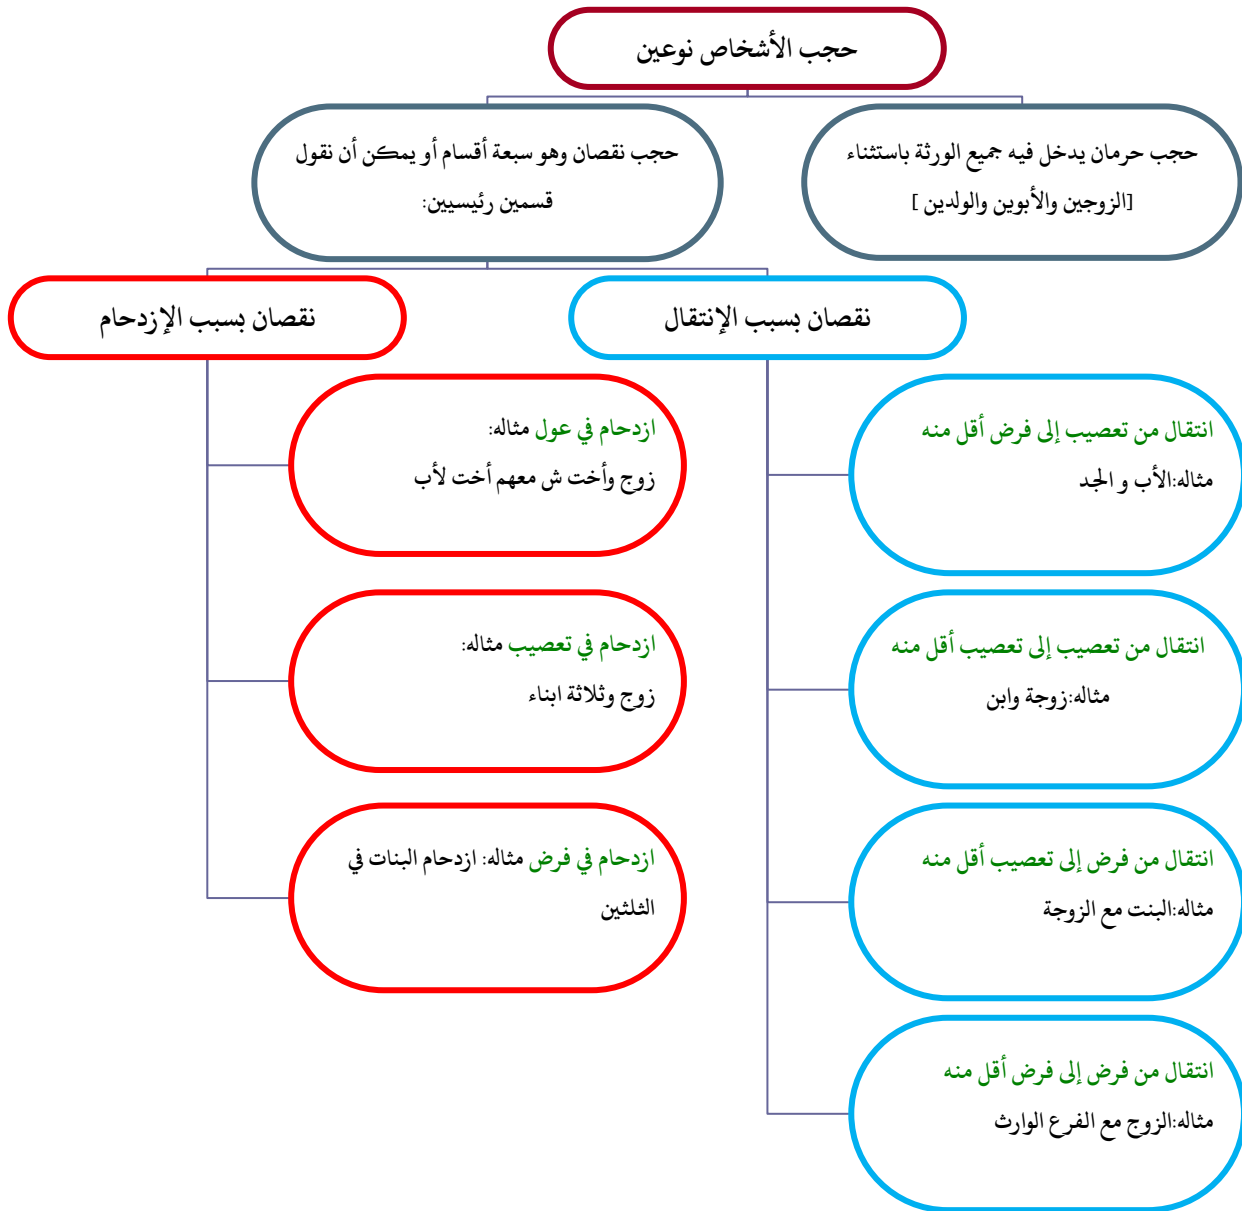 حجب الأشخاص نوعين
حجب حرمان يدخل فيه جميع الورثة باستثناء
[الزوجين والأبوين والولدين ]
حجب نقصان وهو سبعة أقسام أو يمكن أن نقول
قسمين رئيسيين:
نقصان بسبب الإنتقال
انتقال من تعصيب إلى فرض أقل منه
مثاله:الأب و الجد
انتقال من تعصيب إلى تعصيب أقل منه
مثاله:زوجة وابن
انتقال من فرض إلى تعصيب أقل منه
مثاله:البنت مع الزوجة
انتقال من فرض إلى فرض أقل منه
مثاله:الزوج مع الفرع الوارث
نقصان بسبب الإزدحام
ازدحام في عول مثاله:
زوج وأخت ش معهم أخت لأب
ازدحام في تعصيب مثاله:
زوج وثلاثة ابناء
ازدحام في فرض مثاله: ازدحام البنات في
الثلثين